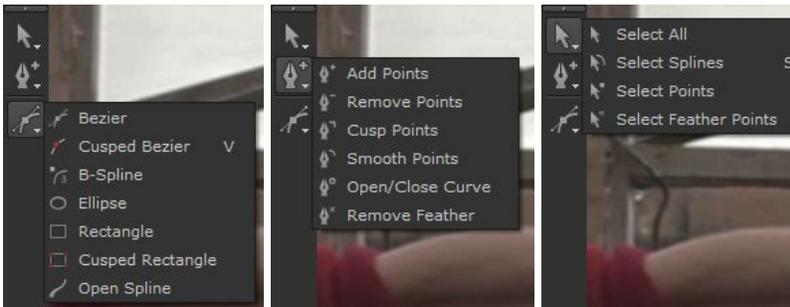 Bezier
Cusped Bezier V
B-Spline
Ellipse
Rectangle
Cusped Rectangle
Open Spline
Add Points
Remove Points
Cusp Points
Smooth Points
Open/Close Curve
Remove Feather
Select All
Select Splines S
Select Points
Select Feather Points